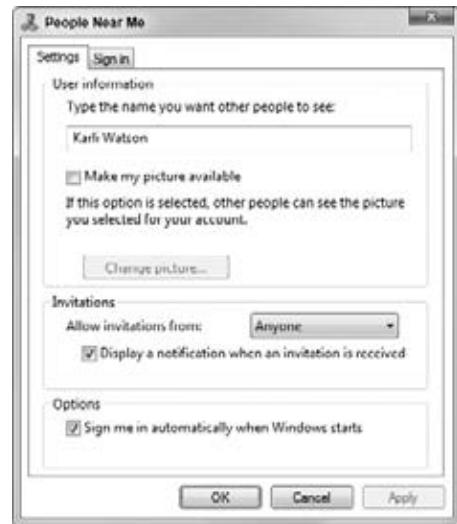 People Near Me
Settings
Sign in
User information
Type the name you want other people to see:
Karli Watson
Make my picture available
If this option is selected, other people can see the picture
you selected for your account.
Change picture...
Invitations
Allow invitations from:
Anyone
Display a notification when an invitation is received
Options
Sign me in automatically when Windows starts
OK
Cancel
Apply